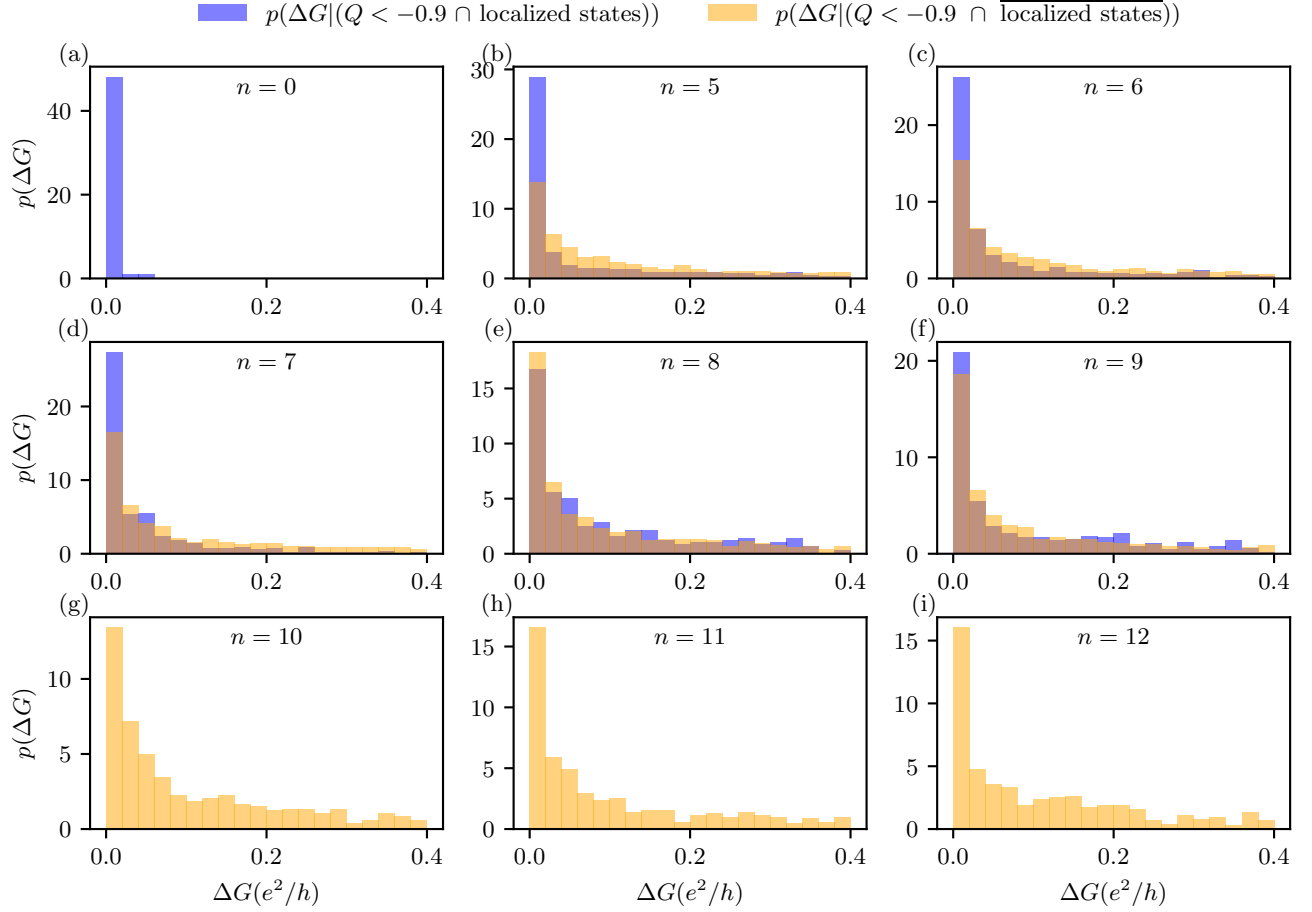 p(ΔG|(Q < −0.9 ∩ localized states)) p(ΔG|(Q < −0.9 ∩ \overline{localized states}))
(a) (b) (c)
n = 0 n = 5 n = 6
p(ΔG)
40
20
0
30
20
10
0
20
10
0
0.0 0.2 0.4 0.0 0.2 0.4 0.0 0.2 0.4
(d) (e) (f)
n = 7 n = 8 n = 9
p(ΔG)
20
10
0
15
10
5
0
20
15
10
5
0
0.0 0.2 0.4 0.0 0.2 0.4 0.0 0.2 0.4
(g) (h) (i)
n = 10 n = 11 n = 12
p(ΔG)
10
5
0
15
10
5
0
15
10
5
0
0.0 0.2 0.4 0.0 0.2 0.4 0.0 0.2 0.4
ΔG(e²/h) ΔG(e²/h) ΔG(e²/h)